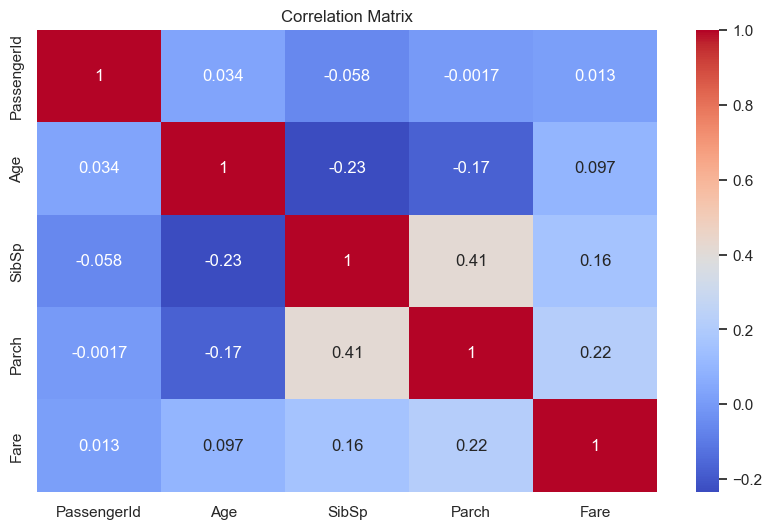 Correlation Matrix
PassengerId 1 0.034 -0.058 -0.0017 0.013
Age 0.034 1 -0.23 -0.17 0.097
SibSp -0.058 -0.23 1 0.41 0.16
Parch -0.0017 -0.17 0.41 1 0.22
Fare 0.013 0.097 0.16 0.22 1
PassengerId Age SibSp Parch Fare
1.0
0.8
0.6
0.4
0.2
0.0
−0.2